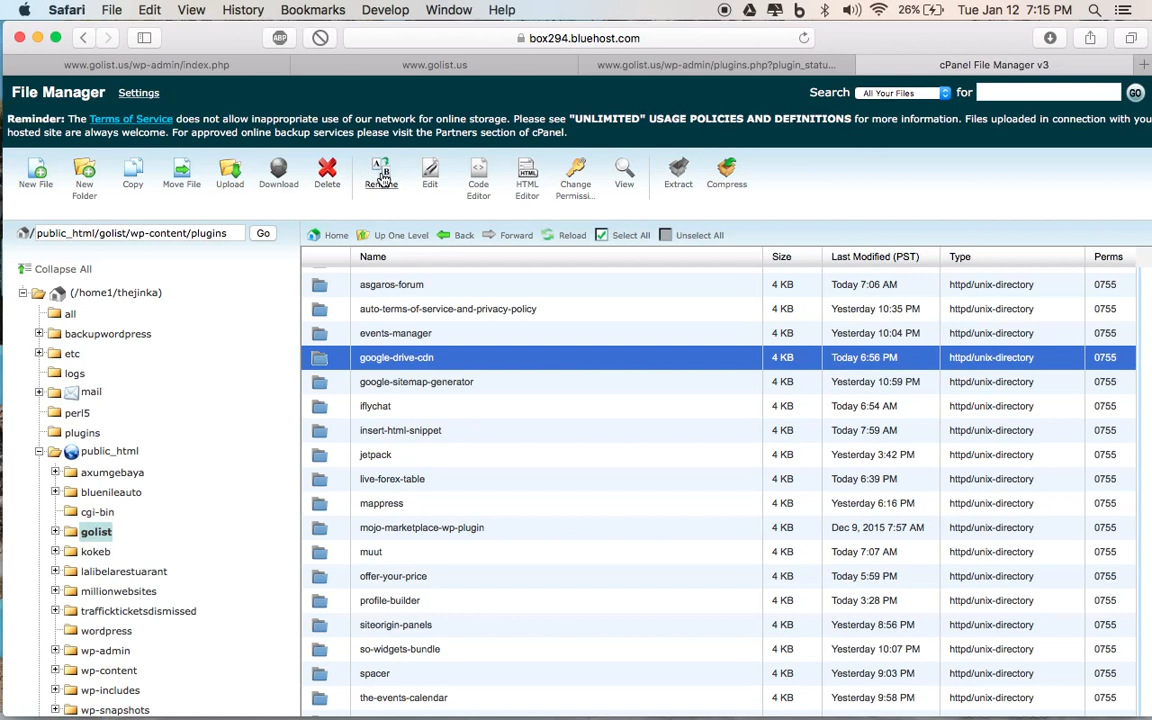 Safari File Edit View History Bookmarks Develop Window Help 26% Tue Jan 12 7:15 PM
ABP box294.bluehost.com
www.golist.us/wp-admin/index.php www.golist.us www.golist.us/wp-admin/plugins.php?plugin_statu... cPanel File Manager v3
File Manager Settings Search All Your Files for GO
Reminder: The Terms of Service does not allow inappropriate use of our network for online storage. Please see "UNLIMITED" USAGE POLICIES AND DEFINITIONS for more information. Files uploaded in connection with you
hosted site are always welcome. For approved online backup services please visit the Partners section of cPanel.
New File New Folder Copy Move File Upload Download Delete Rename Edit Code Editor HTML Editor Change Permissi... View Extract Compress
/ public_html/golist/wp-content/plugins Go Home Up One Level Back Forward Reload Select All Unselect All
Collapse All
(/home1/thejinka)
all
backupwordpress
etc
logs
mail
perl5
plugins
public_html
axumgebaya
bluenileauto
cgi-bin
golist
kokeb
lalibelarestuarant
millionwebsites
traffickticketsdismissed
wordpress
wp-admin
wp-content
wp-includes
wp-snapshots
Name Size Last Modified (PST) Type Perms
asgaros-forum 4 KB Today 7:06 AM httpd/unix-directory 0755
auto-terms-of-service-and-privacy-policy 4 KB Yesterday 10:35 PM httpd/unix-directory 0755
events-manager 4 KB Yesterday 10:04 PM httpd/unix-directory 0755
google-drive-cdn 4 KB Today 6:56 PM httpd/unix-directory 0755
google-sitemap-generator 4 KB Yesterday 10:59 PM httpd/unix-directory 0755
iflychat 4 KB Today 6:54 AM httpd/unix-directory 0755
insert-html-snippet 4 KB Today 7:59 AM httpd/unix-directory 0755
jetpack 4 KB Yesterday 3:42 PM httpd/unix-directory 0755
live-forex-table 4 KB Today 6:39 PM httpd/unix-directory 0755
mappress 4 KB Yesterday 6:16 PM httpd/unix-directory 0755
mojo-marketplace-wp-plugin 4 KB Dec 9, 2015 7:57 AM httpd/unix-directory 0755
muut 4 KB Today 7:07 AM httpd/unix-directory 0755
offer-your-price 4 KB Today 5:59 PM httpd/unix-directory 0755
profile-builder 4 KB Today 3:28 PM httpd/unix-directory 0755
siteorigin-panels 4 KB Yesterday 8:56 PM httpd/unix-directory 0755
so-widgets-bundle 4 KB Yesterday 10:07 PM httpd/unix-directory 0755
spacer 4 KB Yesterday 9:03 PM httpd/unix-directory 0755
the-events-calendar 4 KB Yesterday 9:58 PM httpd/unix-directory 0755